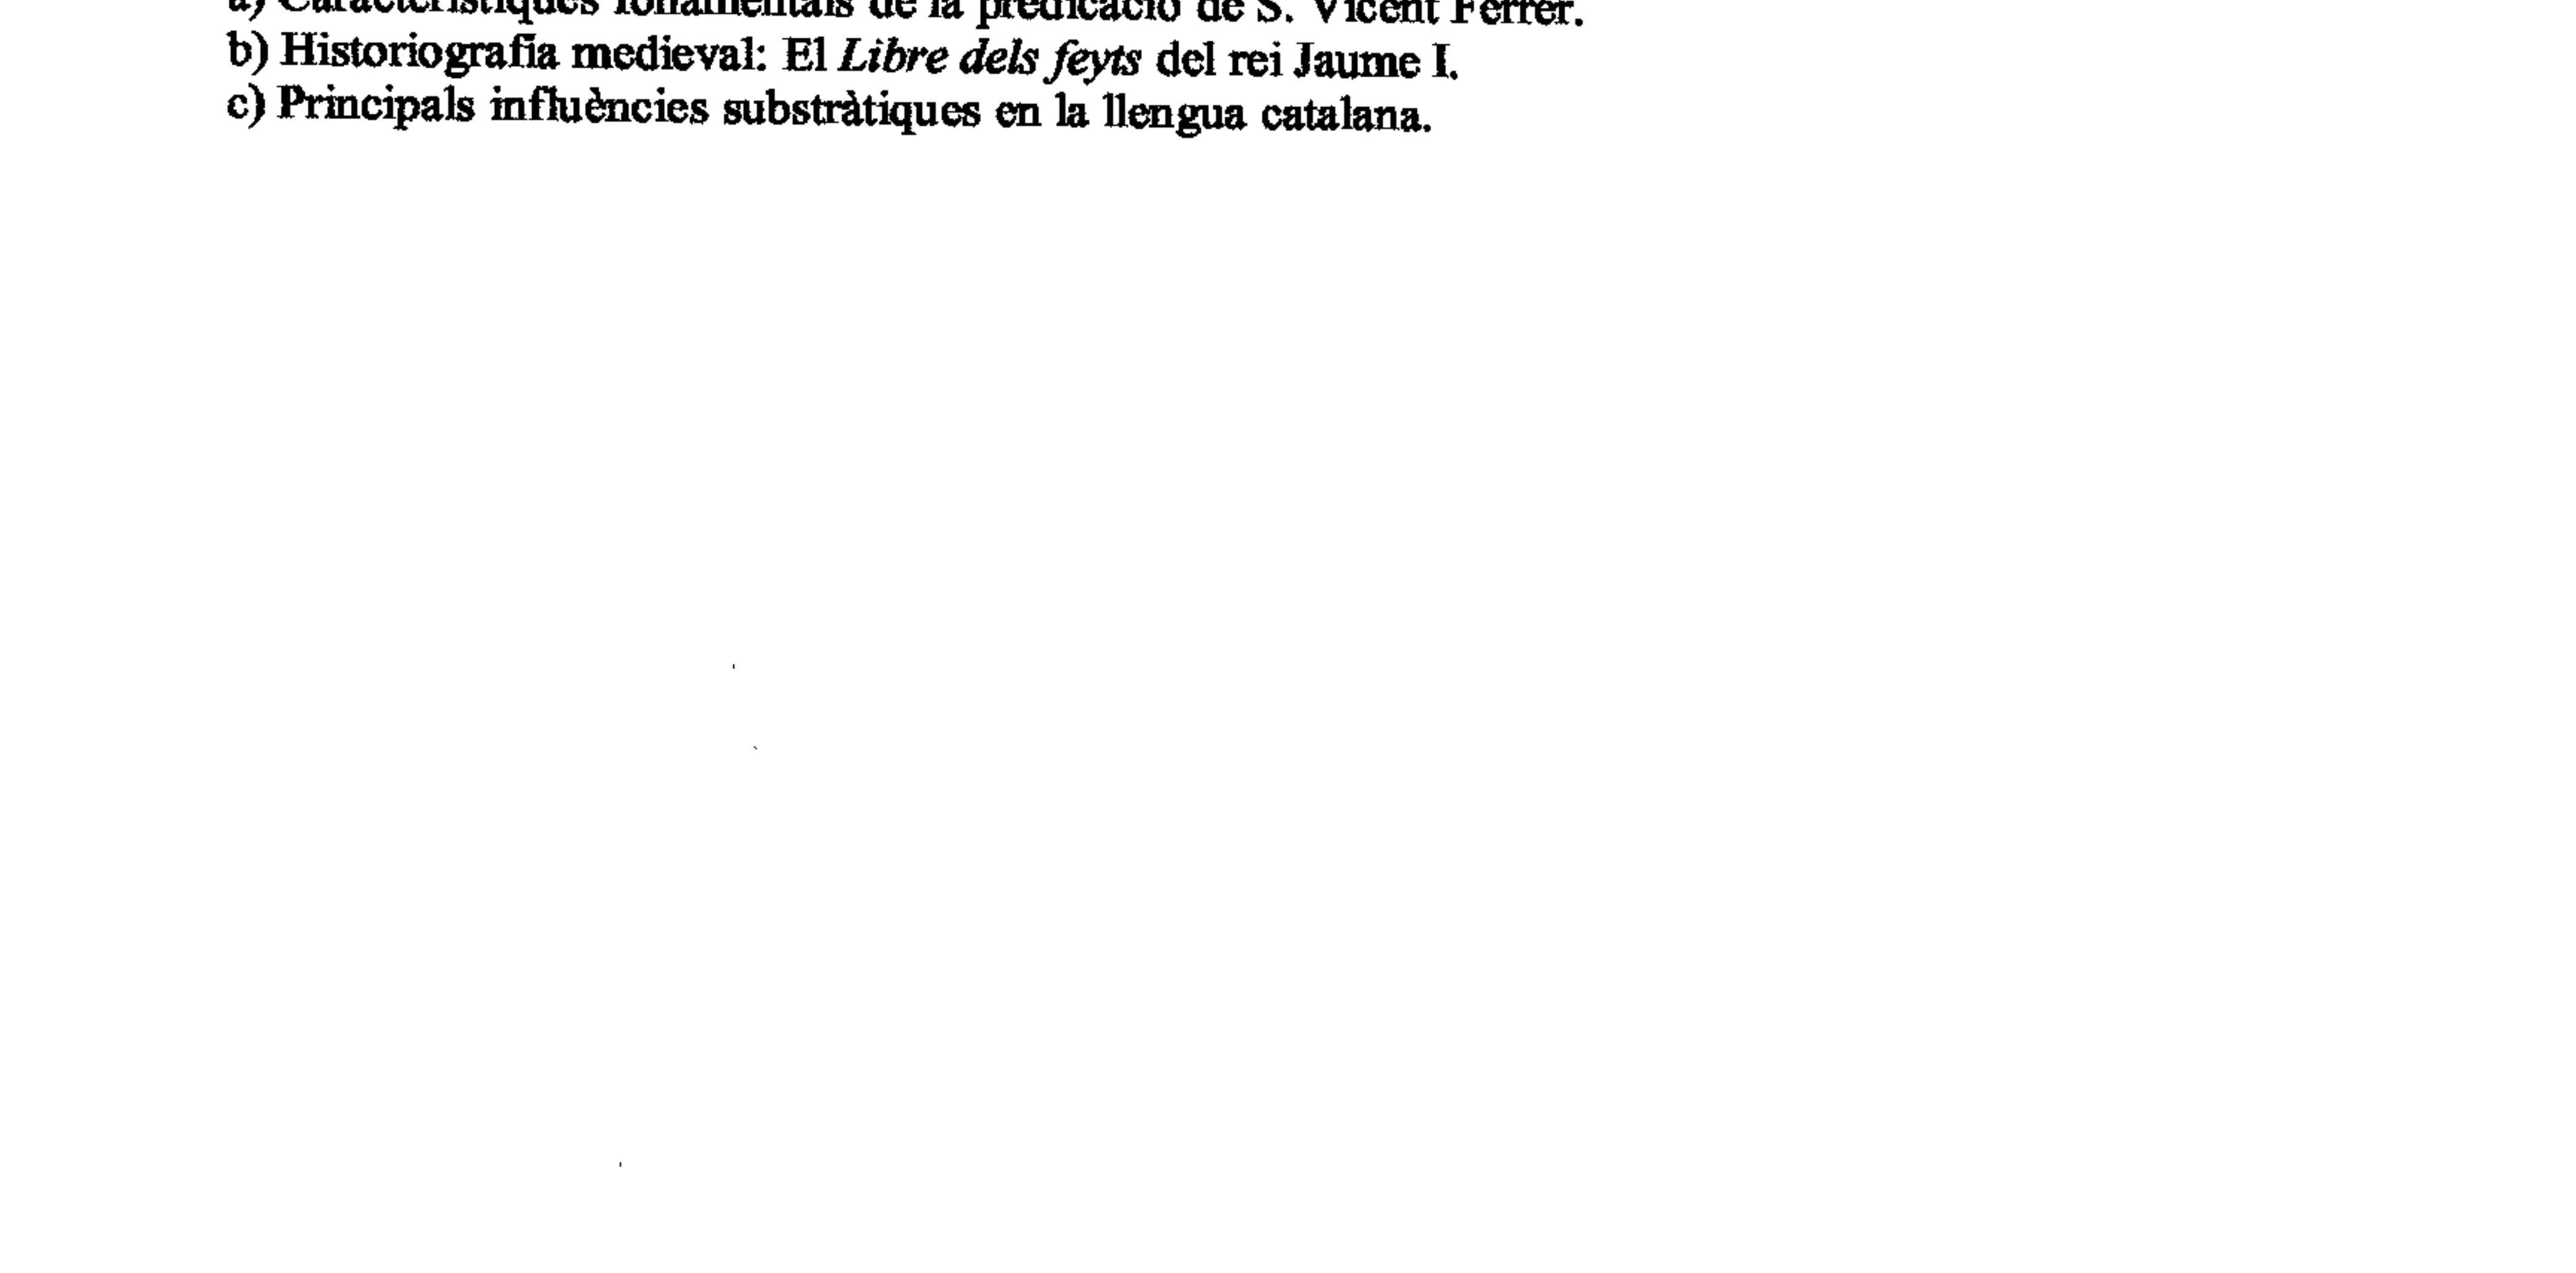 a) Característiques fonamentals de la predicació de S. Vicent Ferrer.
b) Historiografia medieval: El Libre dels feyts del rei Jaume I.
c) Principals influències substràtiques en la llengua catalana.